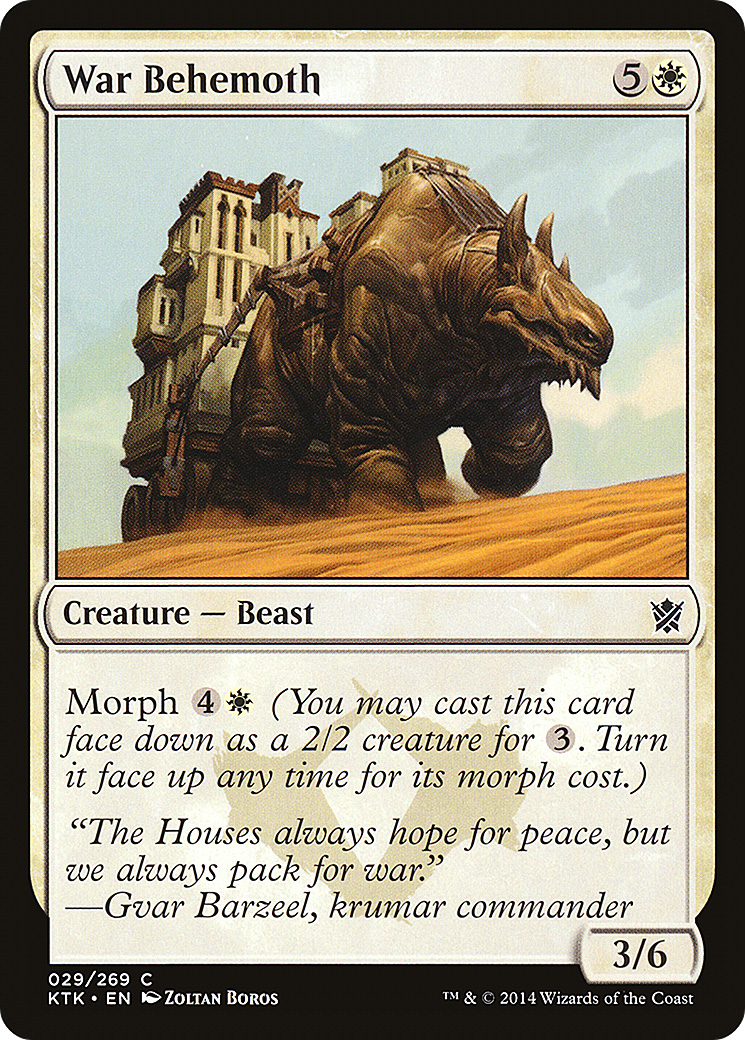 War Behemoth 5
Creature — Beast
Morph 4 (You may cast this card
face down as a 2/2 creature for 3. Turn
it face up any time for its morph cost.)
“The Houses always hope for peace, but
we always pack for war.”
—Gvar Barzeel, krumar commander
3/6
029/269 C
KTK • EN Zoltan Boros
™ & © 2014 Wizards of the Coast